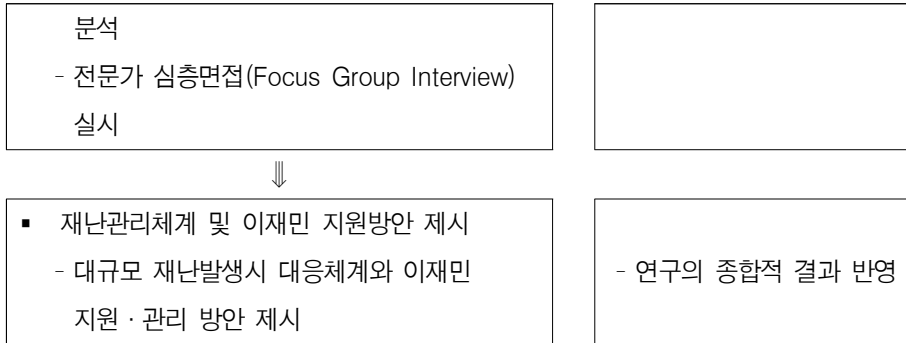 분석
- 전문가 심층면접(Focus Group Interview)
실시
⇓
▪ 재난관리체계 및 이재민 지원방안 제시
- 대규모 재난발생시 대응체계와 이재민
지원·관리 방안 제시
- 연구의 종합적 결과 반영